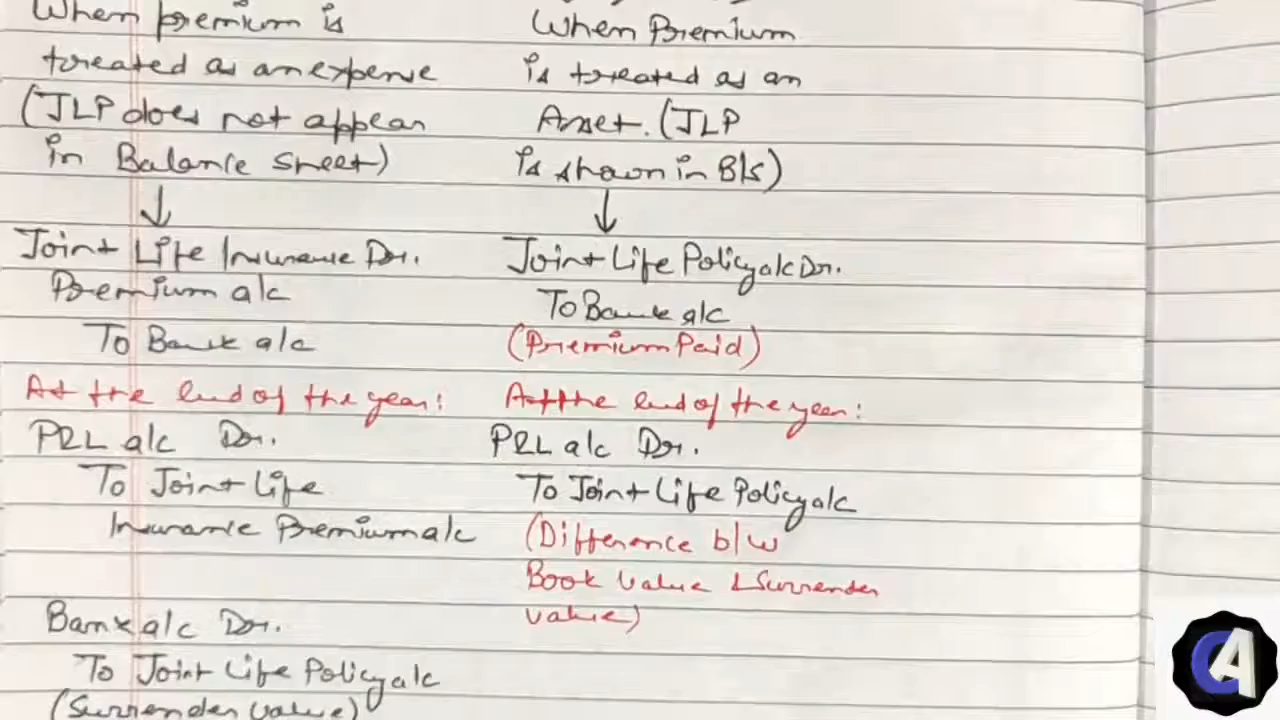 When premium is
treated as an expense
(JLP does not appear
in Balance sheet)
↓
Joint Life Insurance Dr.
Premium a/c
To Bank a/c
At the end of the year:
P&L a/c Dr.
To Joint Life
Insurance Premium a/c
Bank a/c Dr.
To Joint Life Policy a/c
(Surrender value)
When Premium
is treated as an
Asset. (JLP
is shown in B/s)
↓
Joint Life Policy a/c Dr.
To Bank a/c
(Premium Paid)
At the end of the year:
P&L a/c Dr.
To Joint Life Policy a/c
(Difference b/w
Book value & Surrender
value)
CA